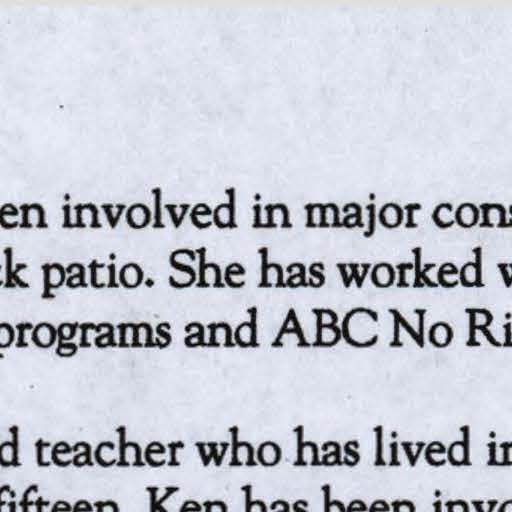 en involved in major cons
ck patio. She has worked w
programs and ABC No Ri
d teacher who has lived in
fifteen. Ken has been invo